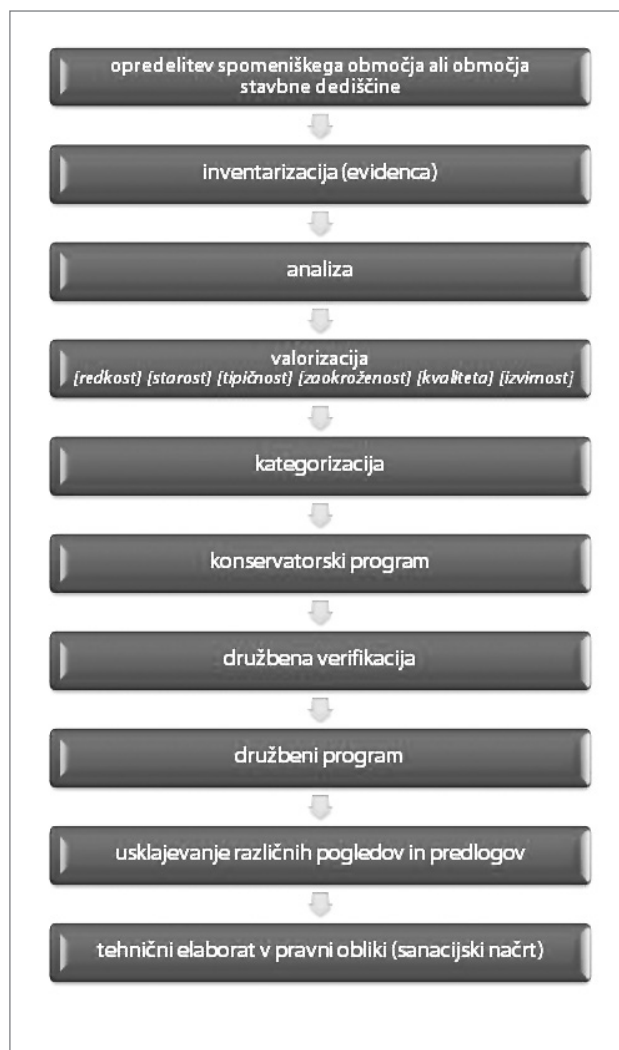 opredelitev spomeniškega območja ali območja
stavbne dediščine
inventarizacija (evidenca)
analiza
valorizacija
[redkost] [starost] [tipičnost] [zaokroženost] [kvaliteta] [izvirnost]
kategorizacija
konservatorski program
družbena verifikacija
družbeni program
usklajevanje različnih pogledov in predlogov
tehnični elaborat v pravni obliki (sanacijski načrt)